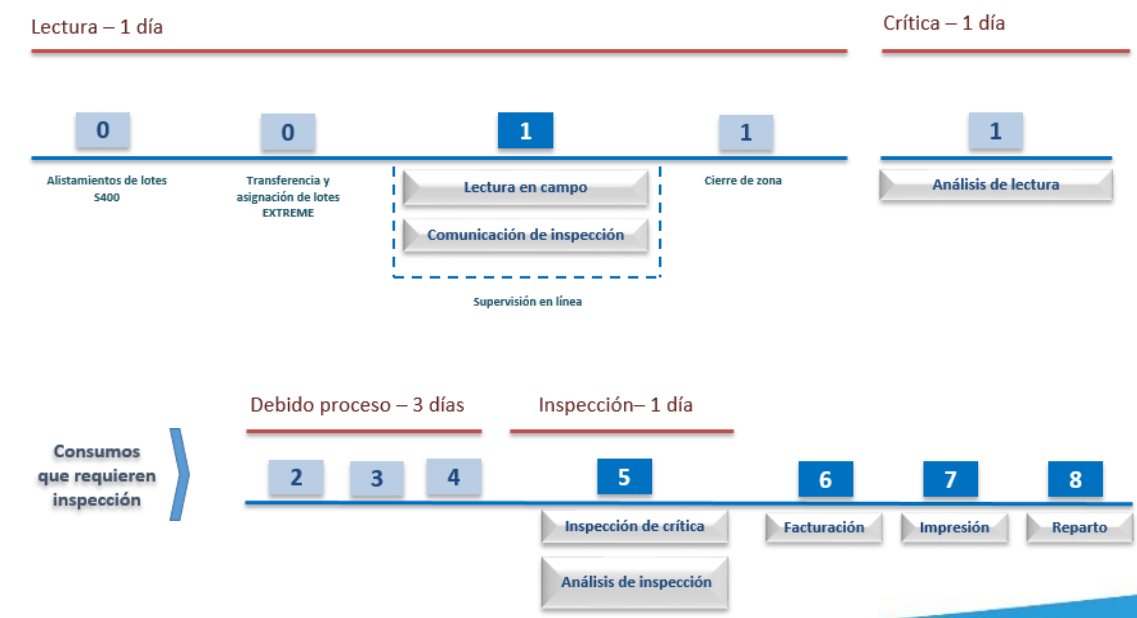 Lectura – 1 día
Crítica – 1 día
0
0
1
1
1
Alistamientos de lotes
S400
Transferencia y
asignación de lotes
EXTREME
Lectura en campo
Comunicación de inspección
Supervisión en línea
Cierre de zona
Análisis de lectura
Debido proceso – 3 días
Inspección– 1 día
Consumos
que requieren
inspección
2
3
4
5
6
7
8
Inspección de crítica
Análisis de inspección
Facturación
Impresión
Reparto